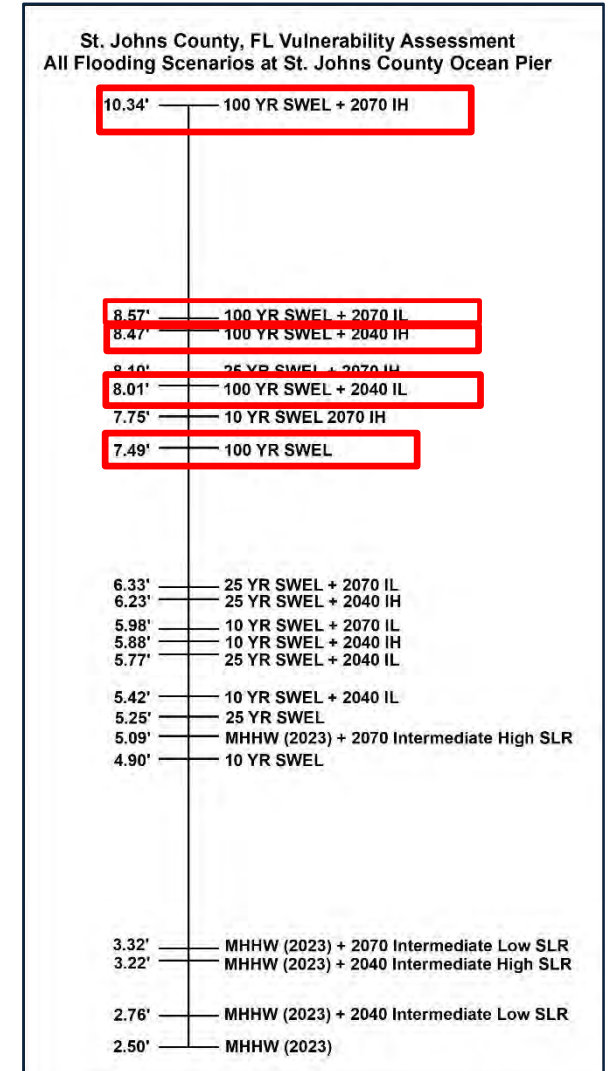 St. Johns County, FL Vulnerability Assessment
All Flooding Scenarios at St. Johns County Ocean Pier
10.34' 100 YR SWEL + 2070 IH
8.57' 100 YR SWEL + 2070 IL
8.47' 100 YR SWEL + 2040 IH
8.10' 25 YR SWEL + 2070 IH
8.01' 100 YR SWEL + 2040 IL
7.75' 10 YR SWEL 2070 IH
7.49' 100 YR SWEL
6.33' 25 YR SWEL + 2070 IL
6.23' 25 YR SWEL + 2040 IH
5.98' 10 YR SWEL + 2070 IL
5.88' 10 YR SWEL + 2040 IH
5.77' 25 YR SWEL + 2040 IL
5.42' 10 YR SWEL + 2040 IL
5.25' 25 YR SWEL
5.09' MHHW (2023) + 2070 Intermediate High SLR
4.90' 10 YR SWEL
3.32' MHHW (2023) + 2070 Intermediate Low SLR
3.22' MHHW (2023) + 2040 Intermediate High SLR
2.76' MHHW (2023) + 2040 Intermediate Low SLR
2.50' MHHW (2023)